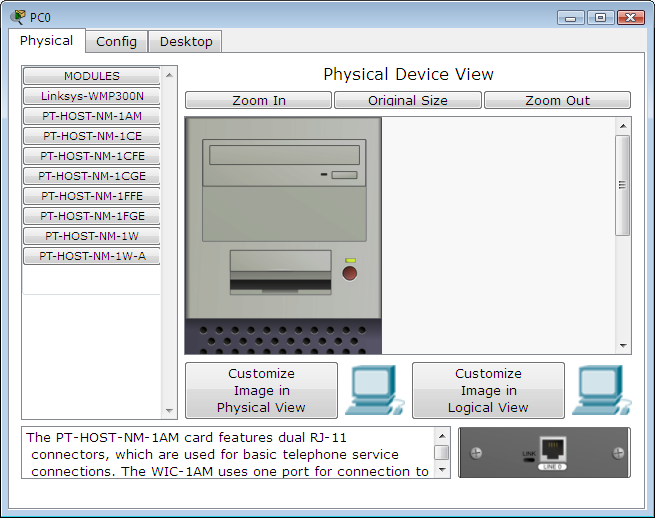 PC0
Physical
Config
Desktop
MODULES
Linksys-WMP300N
PT-HOST-NM-1AM
PT-HOST-NM-1CE
PT-HOST-NM-1CFE
PT-HOST-NM-1CGE
PT-HOST-NM-1FFE
PT-HOST-NM-1FGE
PT-HOST-NM-1W
PT-HOST-NM-1W-A
Physical Device View
Zoom In
Original Size
Zoom Out
Customize
Image in
Physical View
Customize
Image in
Logical View
The PT-HOST-NM-1AM card features dual RJ-11
connectors, which are used for basic telephone service
connections. The WIC-1AM uses one port for connection to
LINK
LINE 0